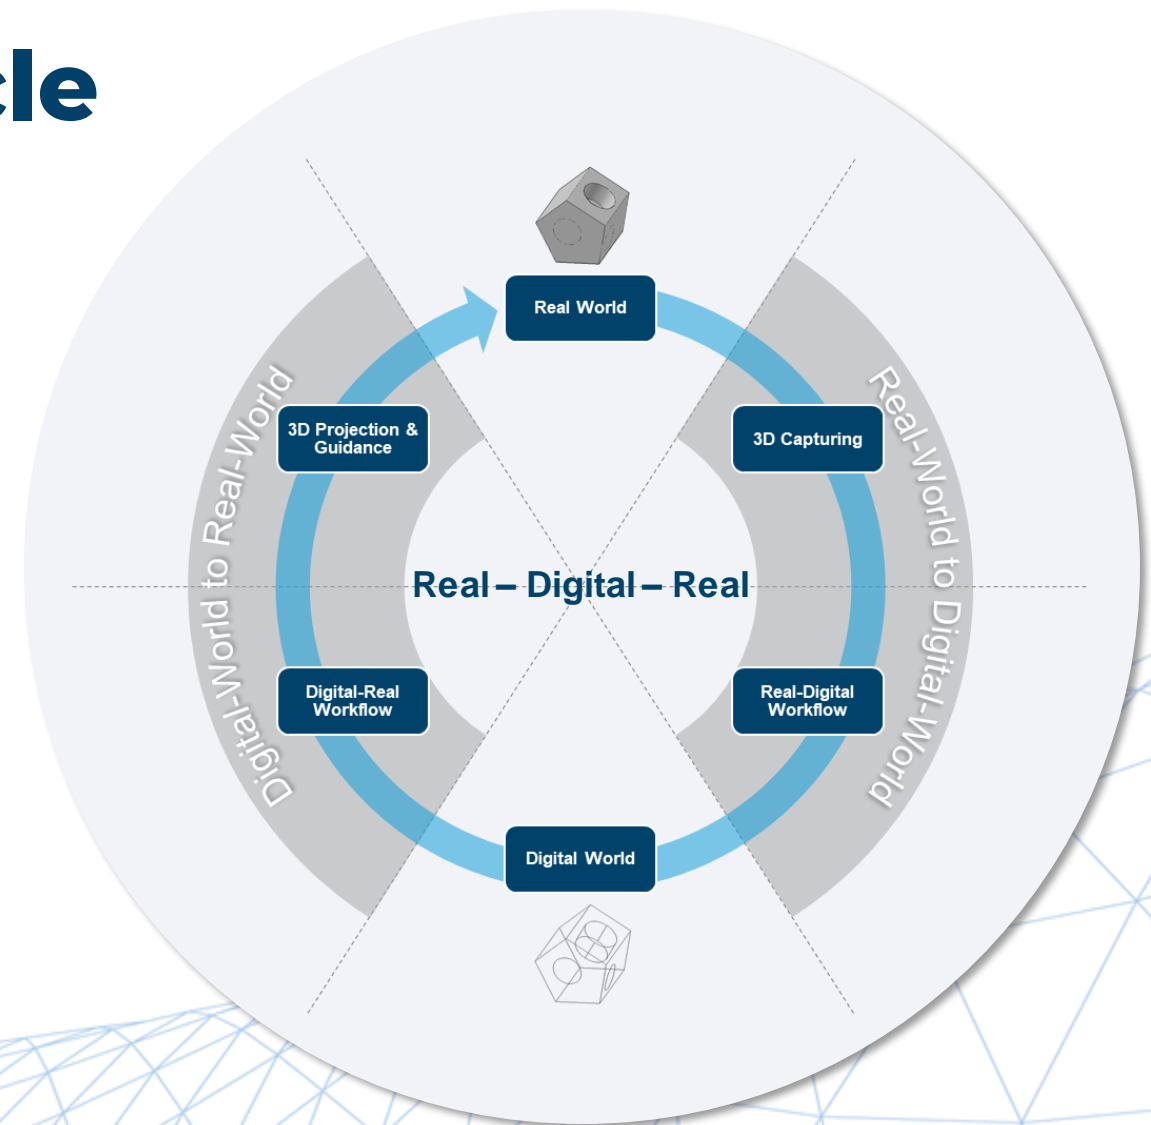 cle
Real World
3D Projection &
Guidance
3D Capturing
Digital-World to Real-World
Real-World to Digital-World
Real – Digital – Real
Digital-Real
Workflow
Real-Digital
Workflow
Digital World